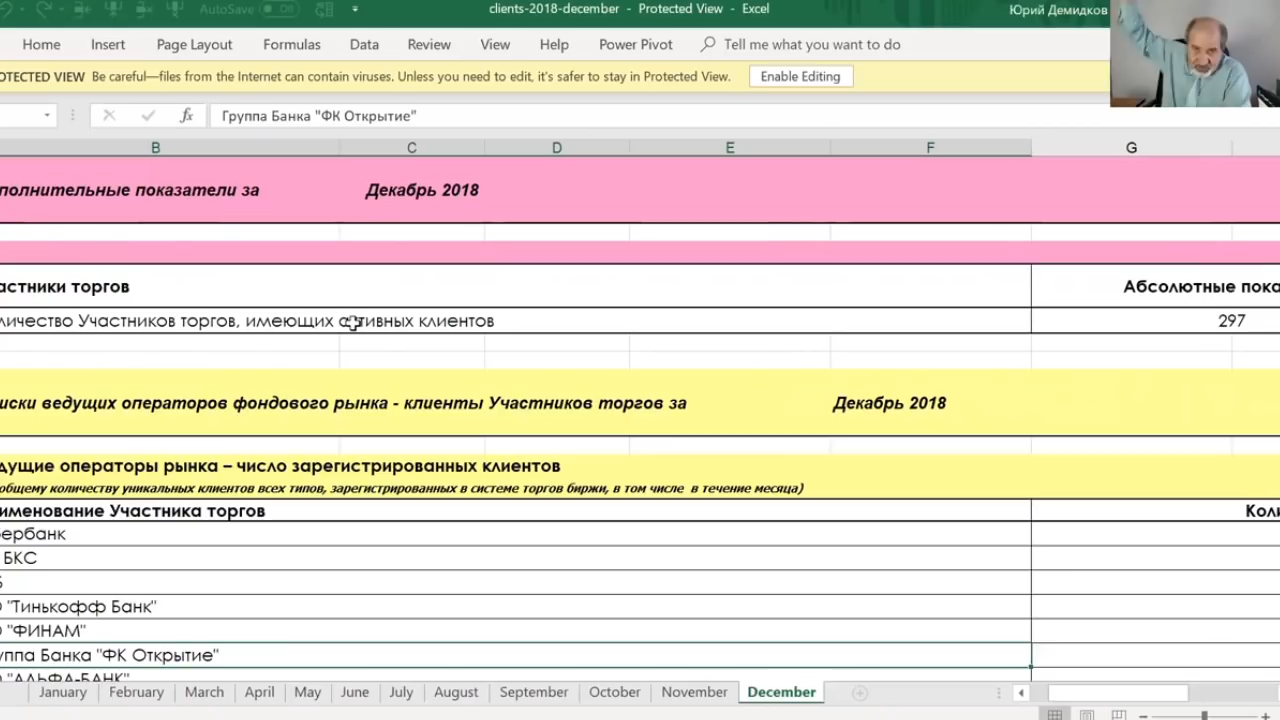 AutoSave Off
clients-2018-december - Protected View - Excel
Юрий Демидков
Home Insert Page Layout Formulas Data Review View Help Power Pivot Tell me what you want to do
OTECTED VIEW Be careful—files from the Internet can contain viruses. Unless you need to edit, it's safer to stay in Protected View. Enable Editing
fx Группа Банка "ФК Открытие"
B C D E F G
полнительные показатели за Декабрь 2018
астники торгов Абсолютные пока
личество Участников торгов, имеющих активных клиентов 297
иски ведущих операторов фондового рынка - клиенты Участников торгов за Декабрь 2018
дущие операторы рынка – число зарегистрированных клиентов
общему количеству уникальных клиентов всех типов, зарегистрированных в системе торгов биржи, в том числе в течение месяца)
именование Участника торгов Коли
ербанк
БКС
Б
О "Тинькофф Банк"
О "ФИНАМ"
уппа Банка "ФК Открытие"
О "АЛЬФА-БАНК"
January February March April May June July August September October November December